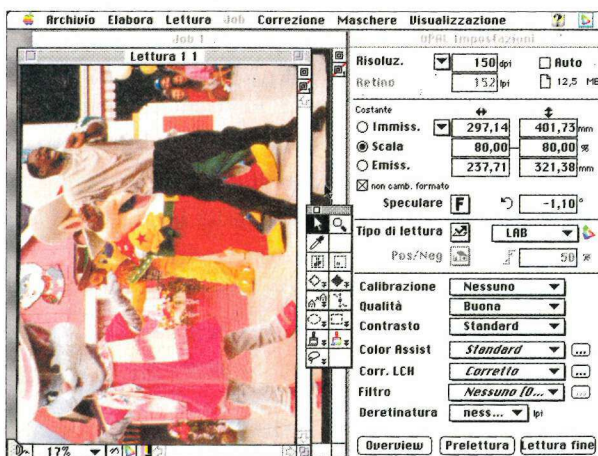 Archivio Elabora Lettura Job Correzione Maschere Visualizzazione
Job 1
OPAL Impostazioni
Lettura 1 1
Risoluz. 150 dpi Auto
Retino 152 lpi 12,5 MB
Costante
Immiss. 297,14 401,73 mm
Scala 80,00 80,00 %
Emiss. 237,71 321,38 mm
non camb. formato
Speculare F -1,10°
Tipo di lettura LAB
Pos/Neg 50 %
Calibrazione Nessuno
Qualità Buona
Contrasto Standard
Color Assist Standard ...
Corr. LCH Corretto ...
Filtro Nessuno [0... ...
Deretinatura ness... lpi
Overview Prelettura Lettura fine
17%